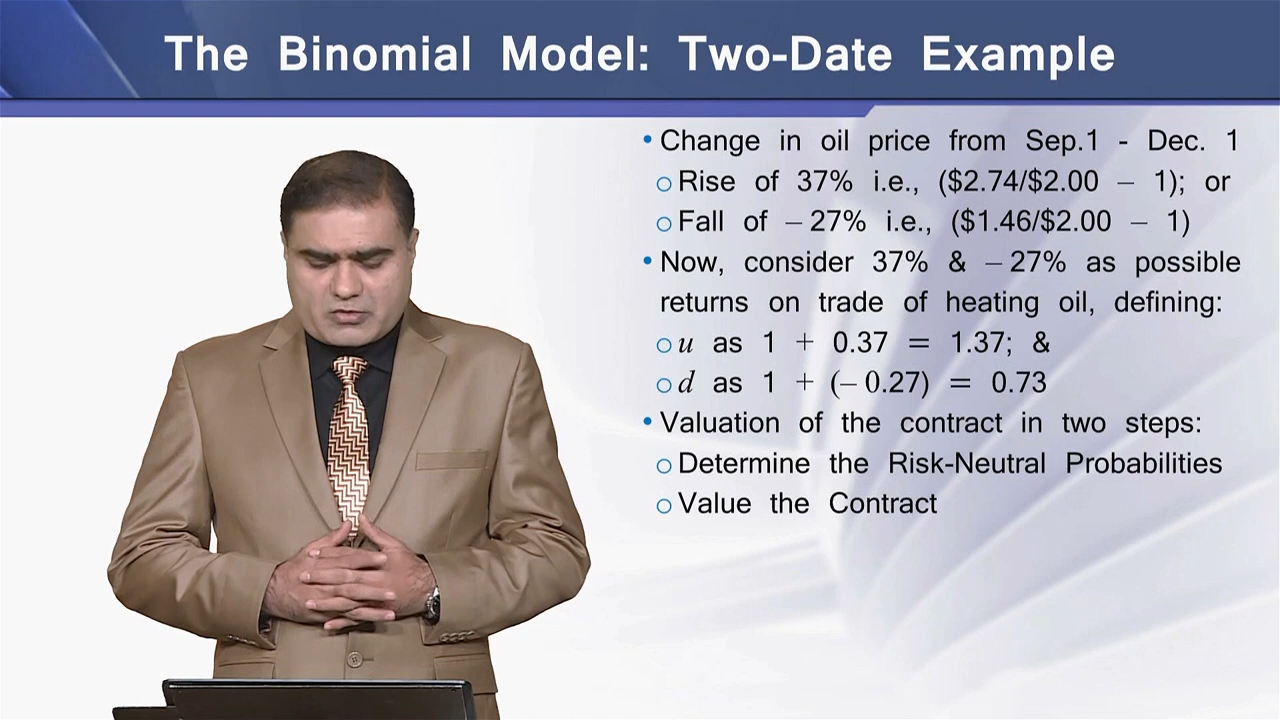 The Binomial Model: Two-Date Example
• Change in oil price from Sep.1 - Dec. 1
○ Rise of 37% i.e., ($2.74/$2.00 – 1); or
○ Fall of – 27% i.e., ($1.46/$2.00 – 1)
• Now, consider 37% & – 27% as possible
returns on trade of heating oil, defining:
○ u as 1 + 0.37 = 1.37; &
○ d as 1 + (– 0.27) = 0.73
• Valuation of the contract in two steps:
○ Determine the Risk-Neutral Probabilities
○ Value the Contract